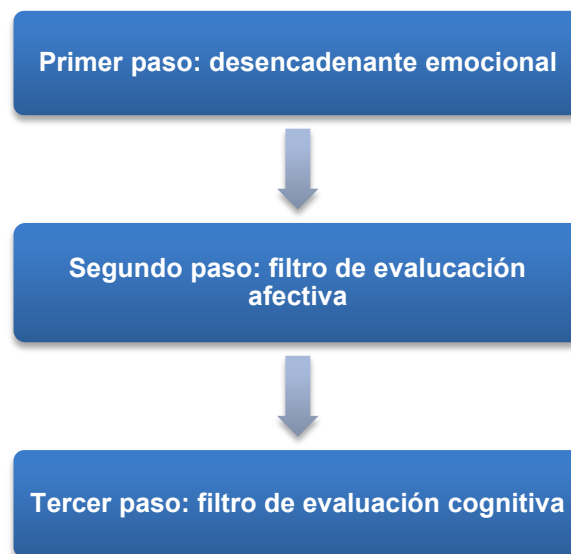 Primer paso: desencadenante emocional
Segundo paso: filtro de evalucación
afectiva
Tercer paso: filtro de evaluación cognitiva